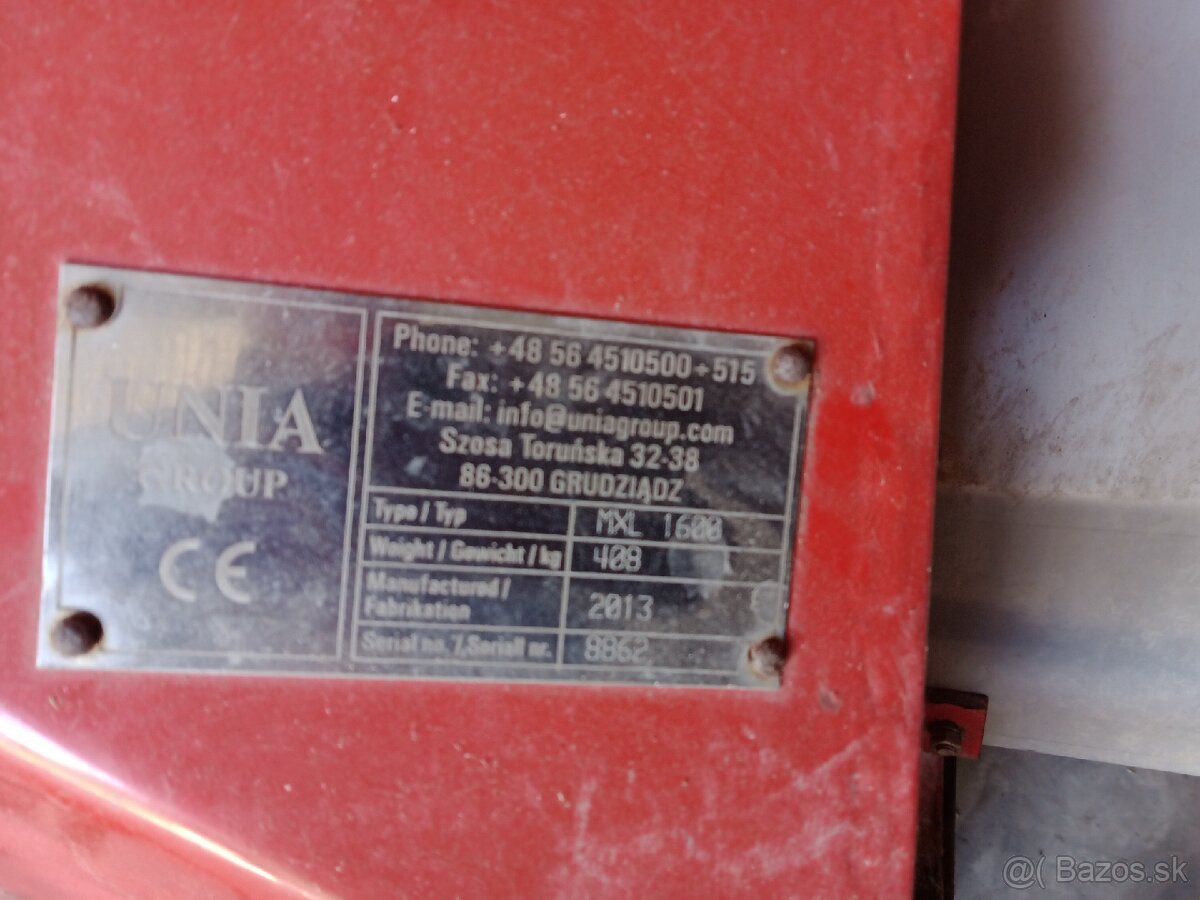 UNIA
GROUP
CE
Phone: +48 56 4510500÷515
Fax: +48 56 4510501
E-mail: info@uniagroup.com
Szosa Toruńska 32-38
86-300 GRUDZIĄDZ
Type / Typ MXL 1600
Weight / Gewicht / kg 408
Manufactured /
Fabrikation 2013
Serial no. / Seriall nr. 8862
@( Bazos.sk